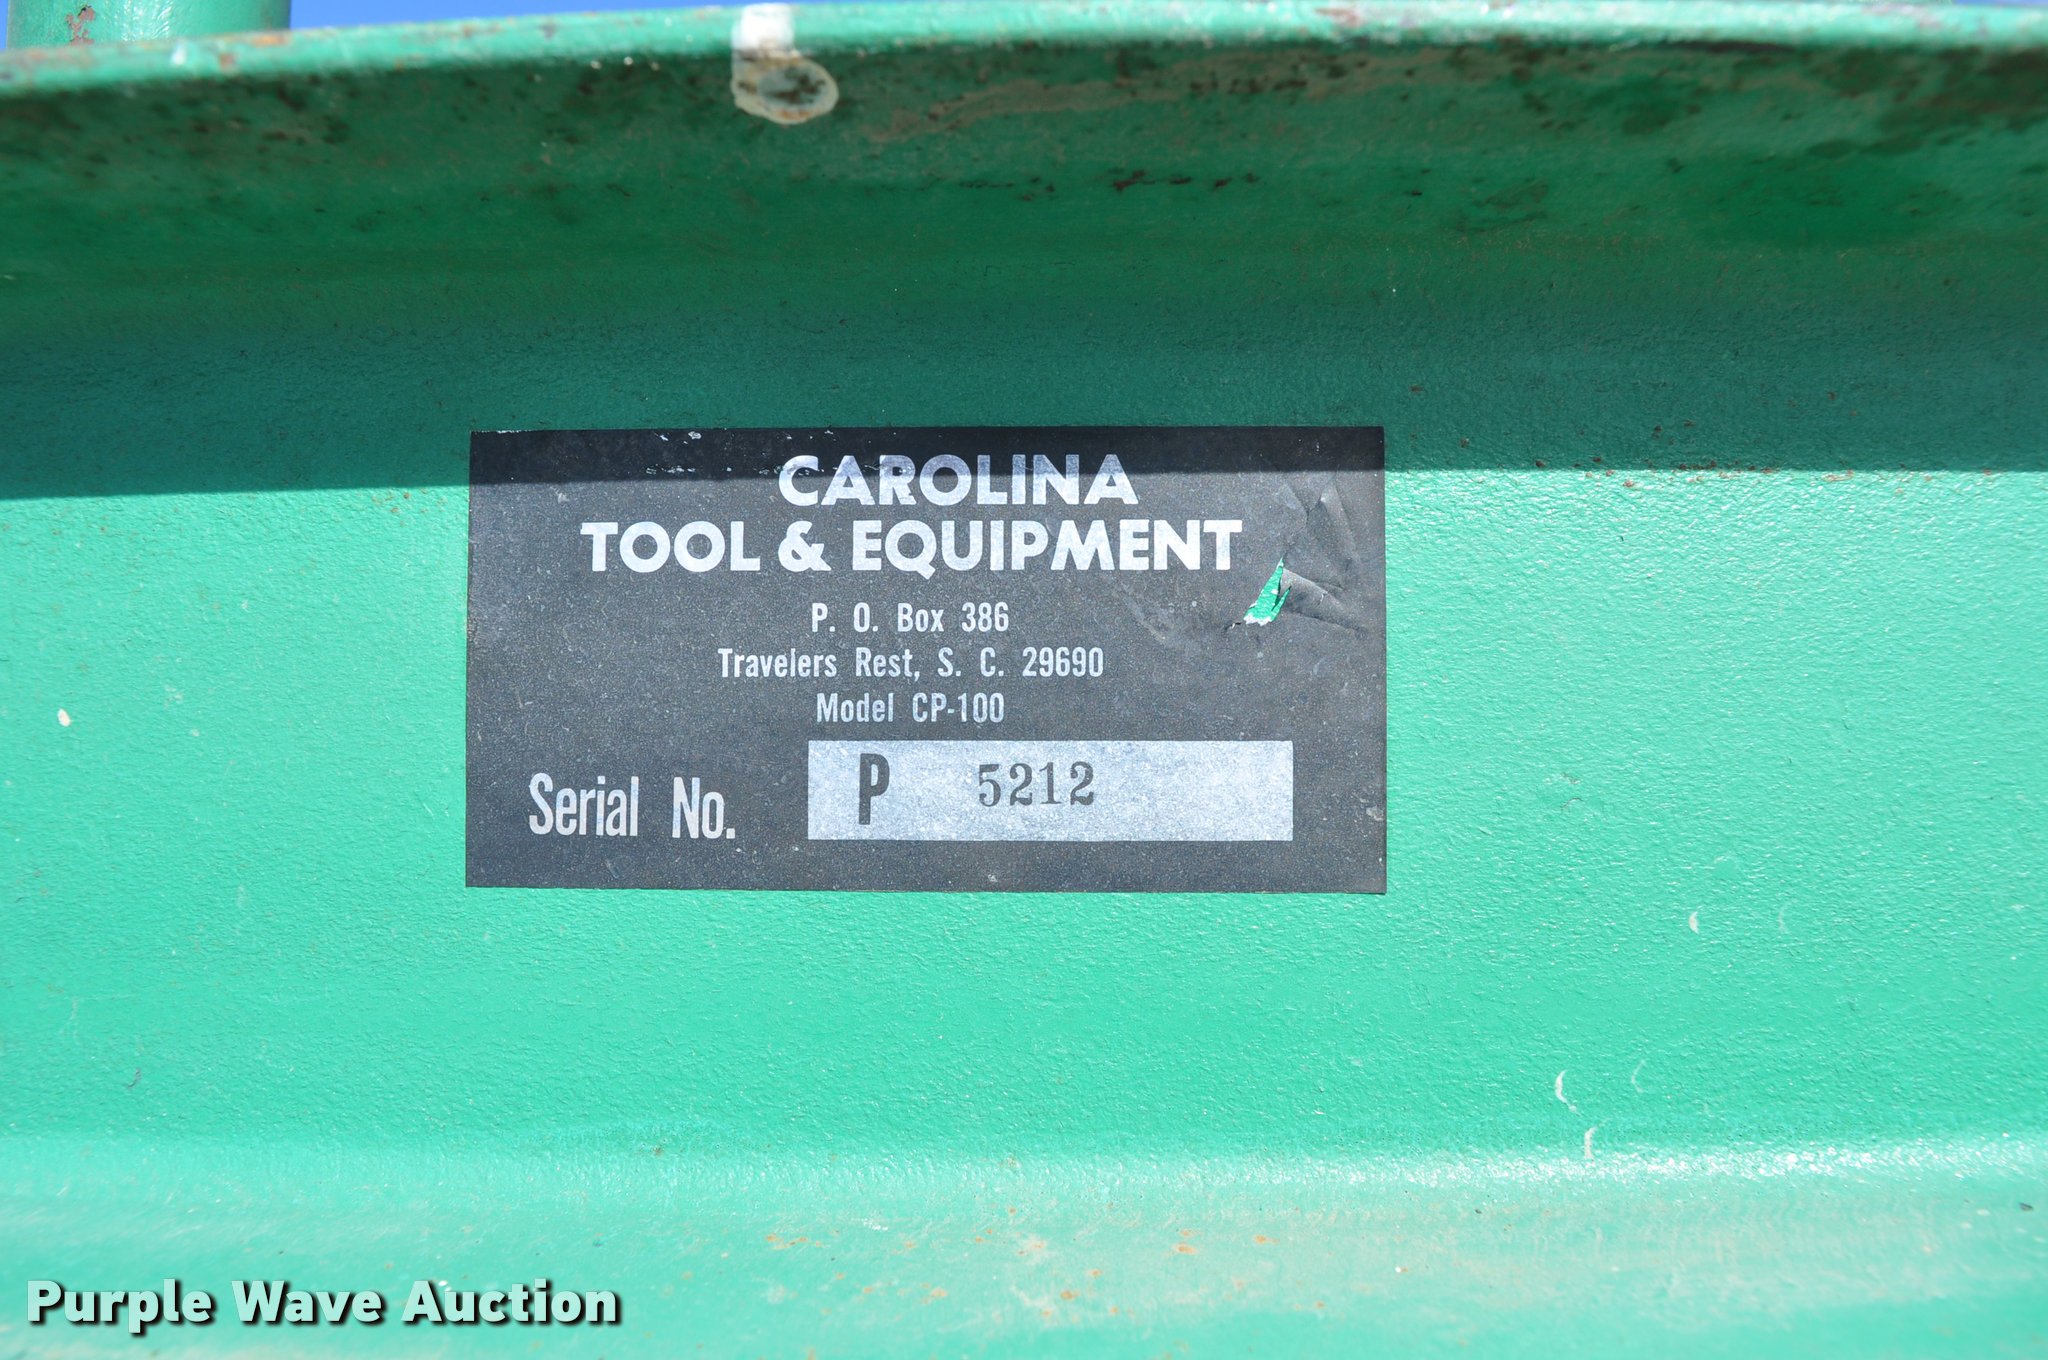 CAROLINA
TOOL & EQUIPMENT
P. O. Box 386
Travelers Rest, S. C. 29690
Model CP-100
Serial No. P 5212
Purple Wave Auction